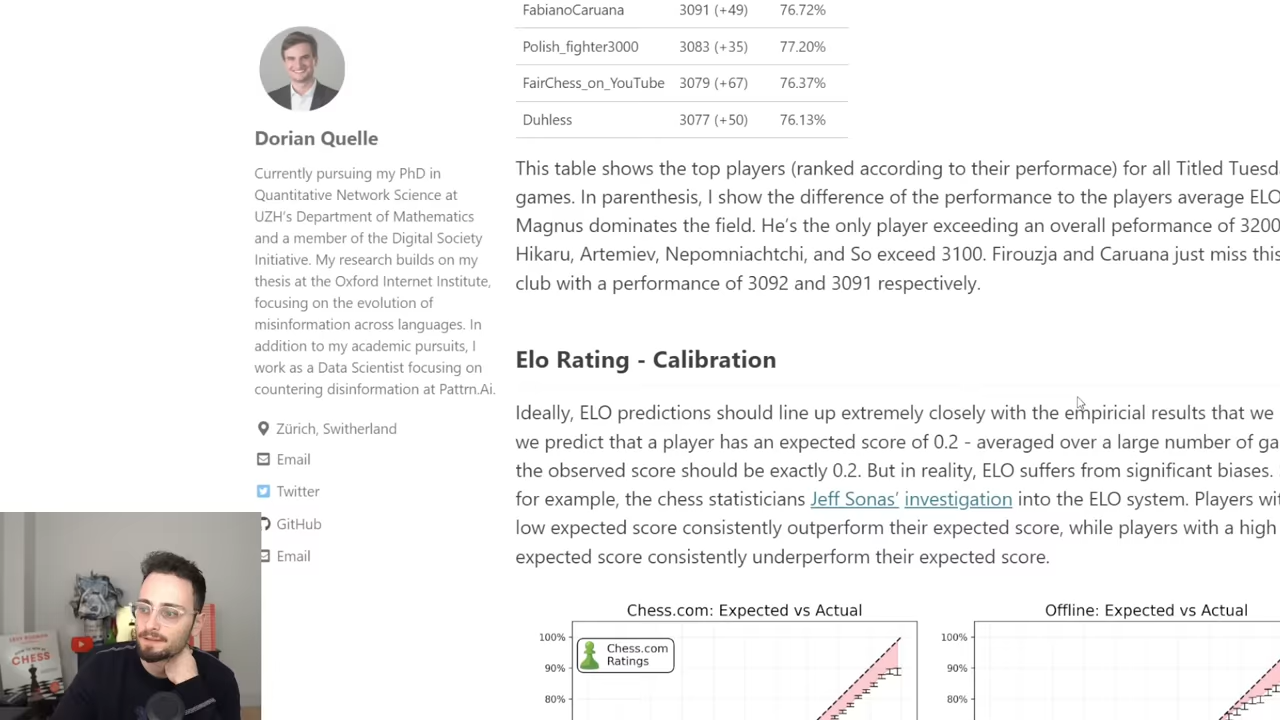 FabianoCaruana 3091 (+49) 76.72%
Polish_fighter3000 3083 (+35) 77.20%
FairChess_on_YouTube 3079 (+67) 76.37%
Duhless 3077 (+50) 76.13%
Dorian Quelle
Currently pursuing my PhD in
Quantitative Network Science at
UZH's Department of Mathematics
and a member of the Digital Society
Initiative. My research builds on my
thesis at the Oxford Internet Institute,
focusing on the evolution of
misinformation across languages. In
addition to my academic pursuits, I
work as a Data Scientist focusing on
countering disinformation at Pattrn.Ai.
Zürich, Switherland
Email
Twitter
GitHub
Email
This table shows the top players (ranked according to their performace) for all Titled Tuesda
games. In parenthesis, I show the difference of the performance to the players average ELO
Magnus dominates the field. He's the only player exceeding an overall peformance of 3200
Hikaru, Artemiev, Nepomniachtchi, and So exceed 3100. Firouzja and Caruana just miss this
club with a performance of 3092 and 3091 respectively.
Elo Rating - Calibration
Ideally, ELO predictions should line up extremely closely with the empiricial results that we
we predict that a player has an expected score of 0.2 - averaged over a large number of ga
the observed score should be exactly 0.2. But in reality, ELO suffers from significant biases.
for example, the chess statisticians Jeff Sonas' investigation into the ELO system. Players wi
low expected score consistently outperform their expected score, while players with a high
expected score consistently underperform their expected score.
Chess.com: Expected vs Actual
100%
90%
80%
Chess.com
Ratings
Offline: Expected vs Actual
100%
90%
80%
CHESS